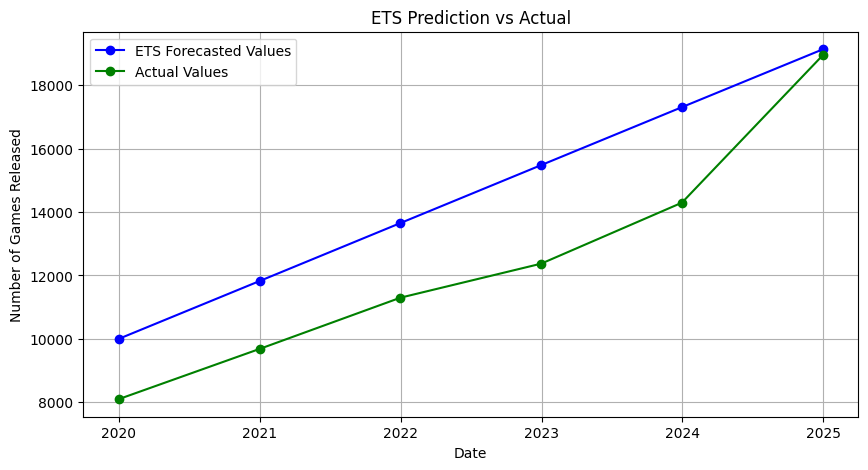 ETS Prediction vs Actual
ETS Forecasted Values
Actual Values
Number of Games Released
18000
16000
14000
12000
10000
8000
2020 2021 2022 2023 2024 2025
Date